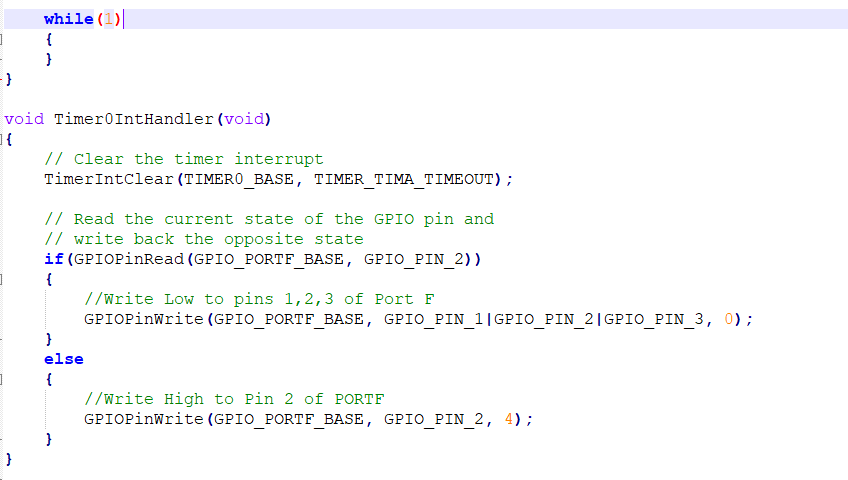 while(1)
{
}
}
void Timer0IntHandler(void)
{
// Clear the timer interrupt
TimerIntClear(TIMER0_BASE, TIMER_TIMA_TIMEOUT);
// Read the current state of the GPIO pin and
// write back the opposite state
if(GPIOPinRead(GPIO_PORTF_BASE, GPIO_PIN_2))
{
//Write Low to pins 1,2,3 of Port F
GPIOPinWrite(GPIO_PORTF_BASE, GPIO_PIN_1|GPIO_PIN_2|GPIO_PIN_3, 0);
}
else
{
//Write High to Pin 2 of PORTF
GPIOPinWrite(GPIO_PORTF_BASE, GPIO_PIN_2, 4);
}
}